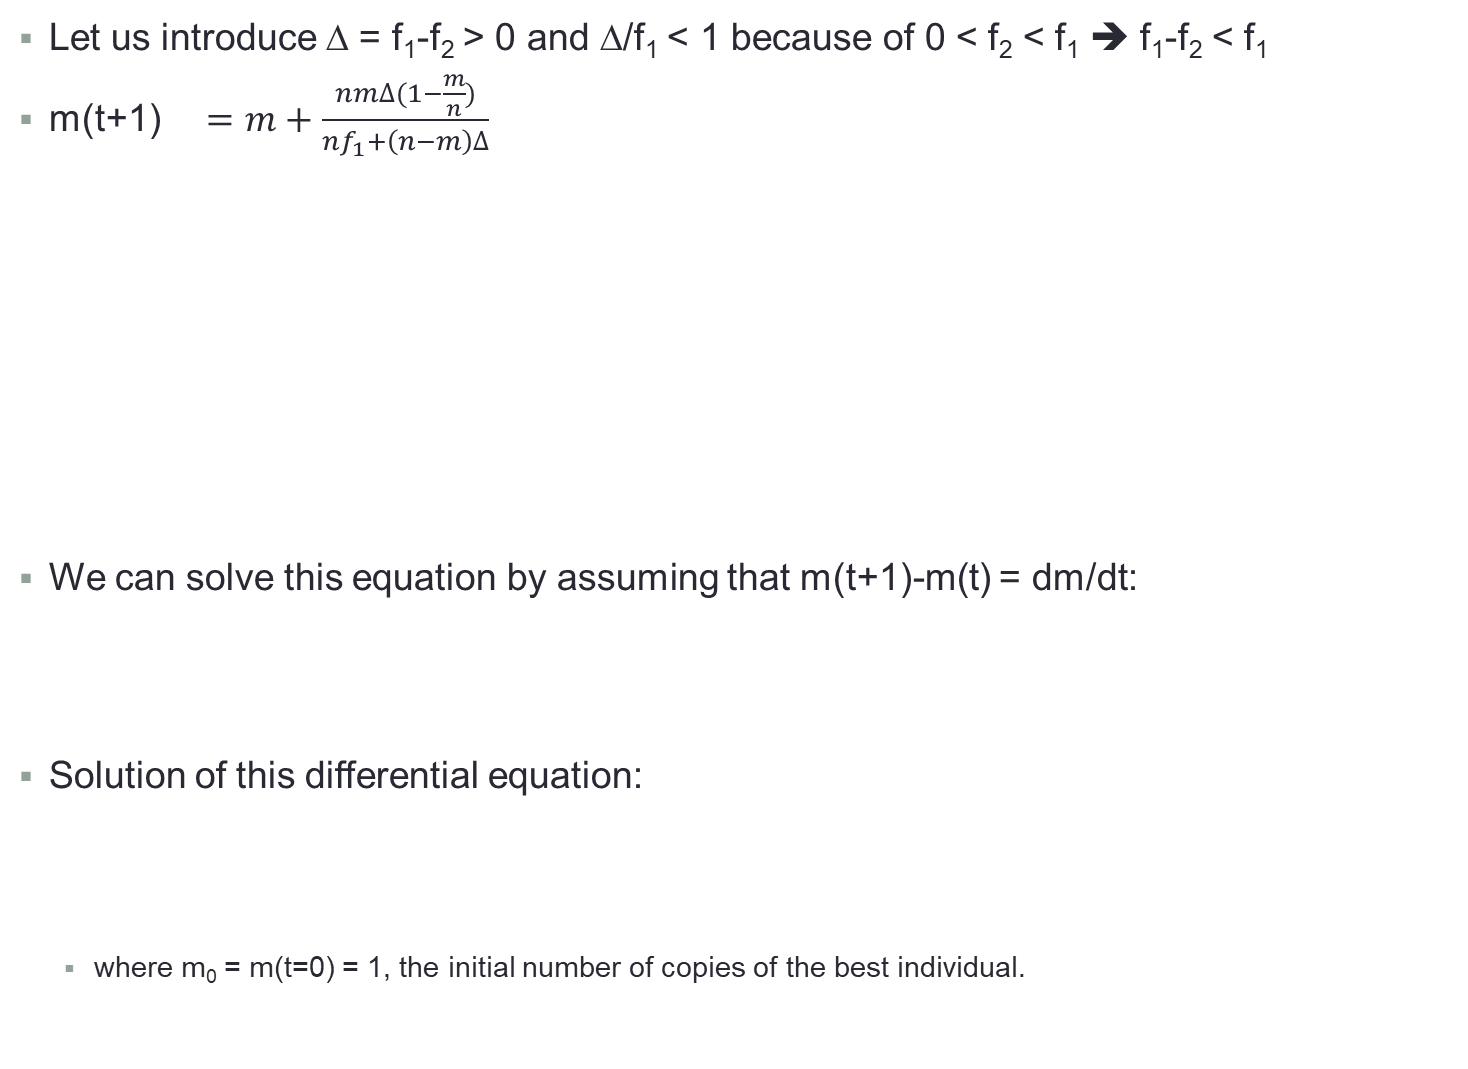 ▪ Let us introduce Δ = f₁-f₂ > 0 and Δ/f₁ < 1 because of 0 < f₂ < f₁ ➔ f₁-f₂ < f₁
▪ m(t+1) = m + \frac{nmΔ(1-\frac{m}{n})}{nf₁+(n-m)Δ}
▪ We can solve this equation by assuming that m(t+1)-m(t) = dm/dt:
▪ Solution of this differential equation:
▪ where m₀ = m(t=0) = 1, the initial number of copies of the best individual.